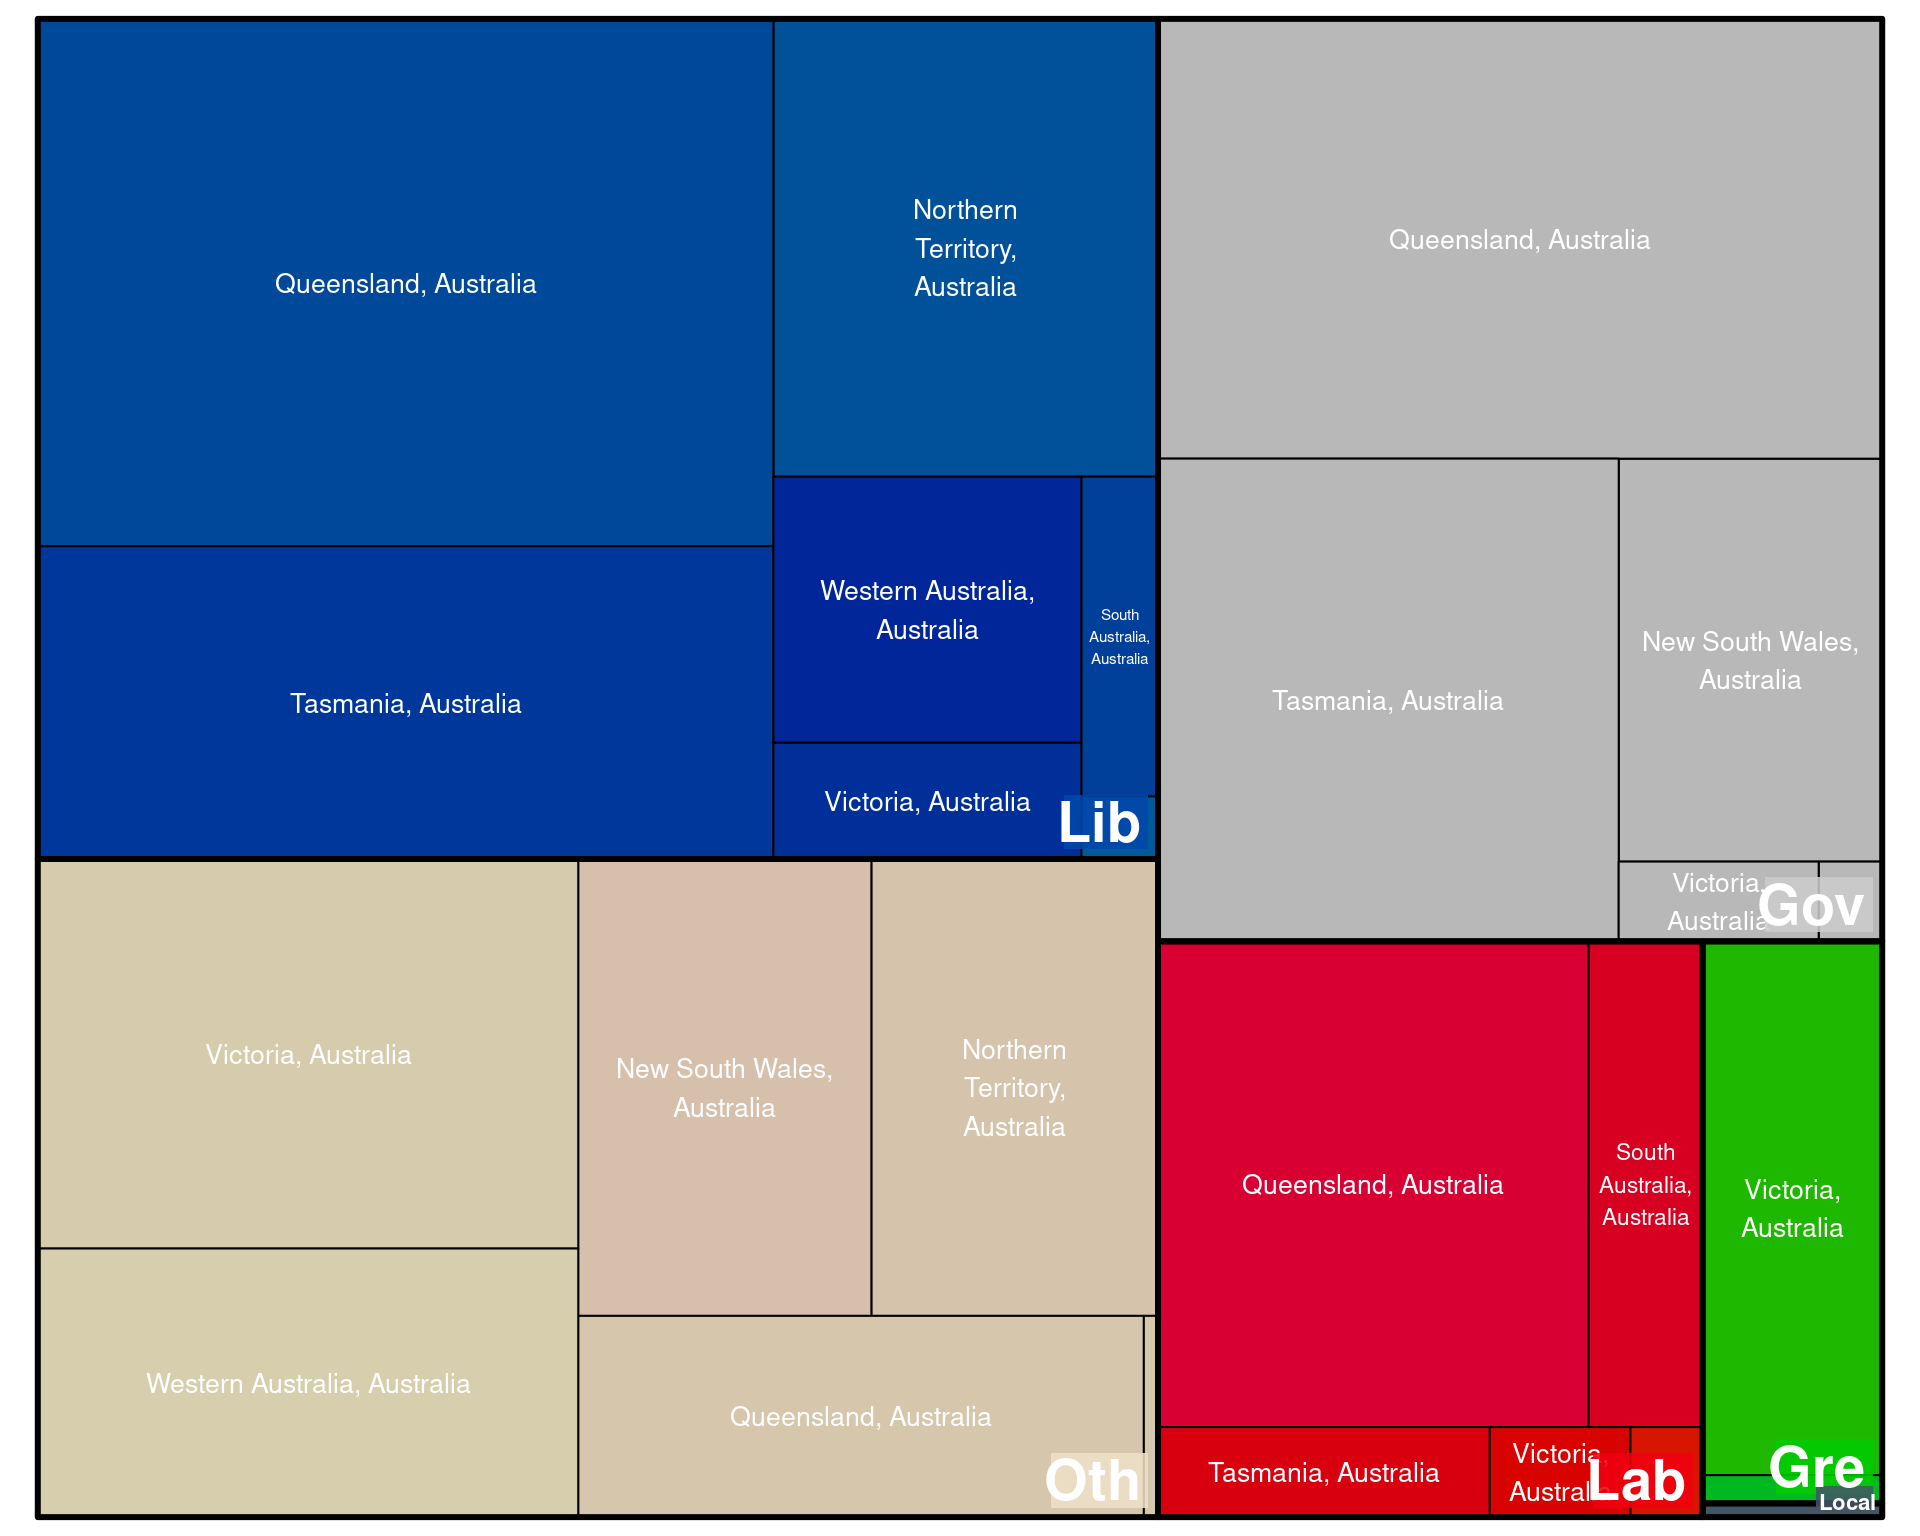 Queensland, Australia
Northern
Territory,
Australia
Tasmania, Australia
Western Australia,
Australia
South
Australia,
Australia
Victoria, Australia
Lib
Queensland, Australia
Tasmania, Australia
New South Wales,
Australia
Victoria,
Australia
Gov
Victoria, Australia
New South Wales,
Australia
Northern
Territory,
Australia
Western Australia, Australia
Queensland, Australia
Oth
Queensland, Australia
South
Australia,
Australia
Tasmania, Australia
Victoria,
Australia
Lab
Victoria,
Australia
Gre
Local